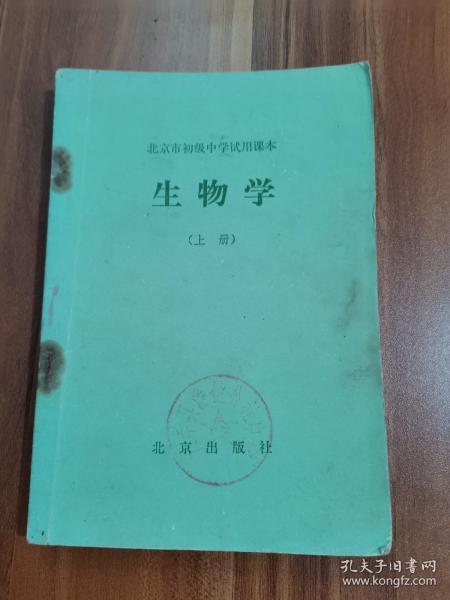 北京市初级中学试用课本
生物学
（上册）
北京出版社
孔夫子旧书网
www.kongfz.com